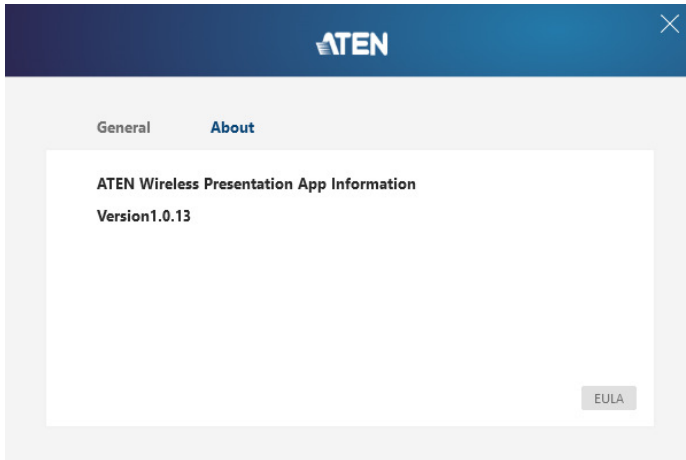 ATEN
General About
ATEN Wireless Presentation App Information
Version1.0.13
EULA